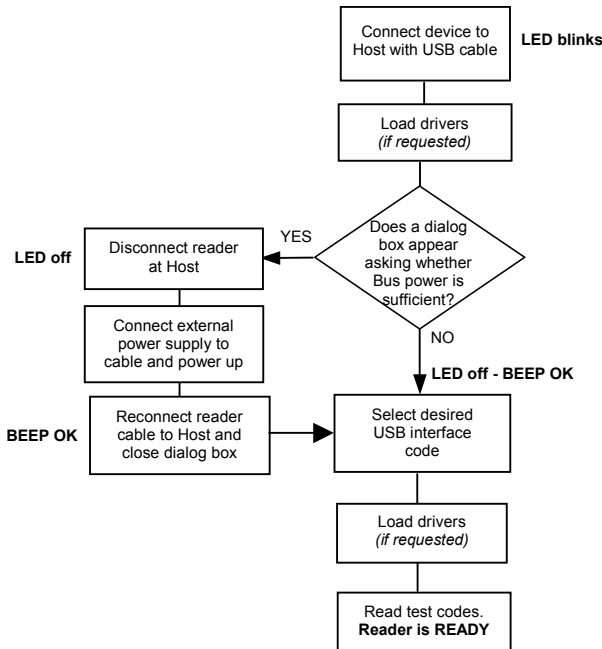 Connect device to
Host with USB cable
LED blinks
Load drivers
(if requested)
Does a dialog
box appear
asking whether
Bus power is
sufficient?
YES
LED off
Disconnect reader
at Host
Connect external
power supply to
cable and power up
BEEP OK
Reconnect reader
cable to Host and
close dialog box
NO
LED off - BEEP OK
Select desired
USB interface
code
Load drivers
(if requested)
Read test codes.
Reader is READY